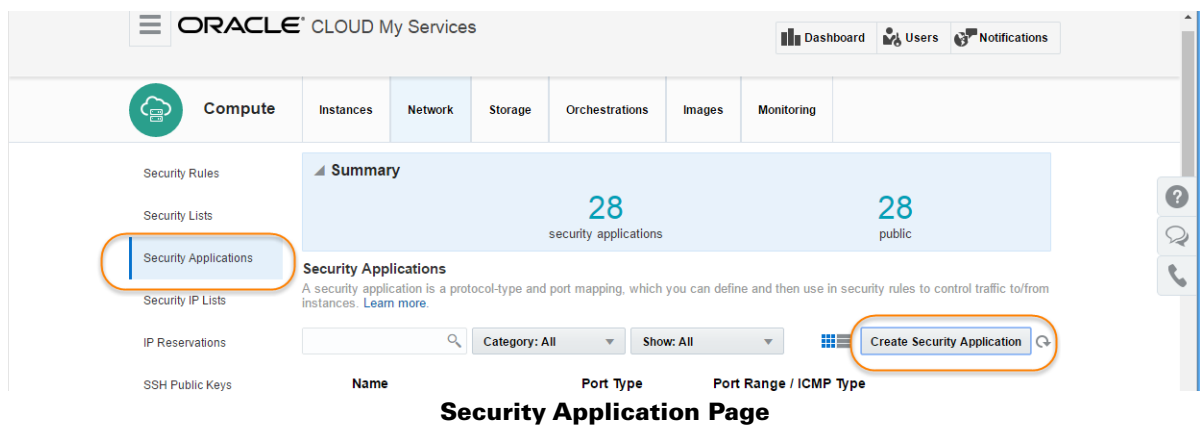 ORACLE CLOUD My Services
Dashboard Users Notifications
Compute Instances Network Storage Orchestrations Images Monitoring
Security Rules
Security Lists
Security Applications
Security IP Lists
IP Reservations
SSH Public Keys
Summary
28 28
security applications public
Security Applications
A security application is a protocol-type and port mapping, which you can define and then use in security rules to control traffic to/from
instances. Learn more.
Category: All Show: All Create Security Application
Name Port Type Port Range / ICMP Type
Security Application Page